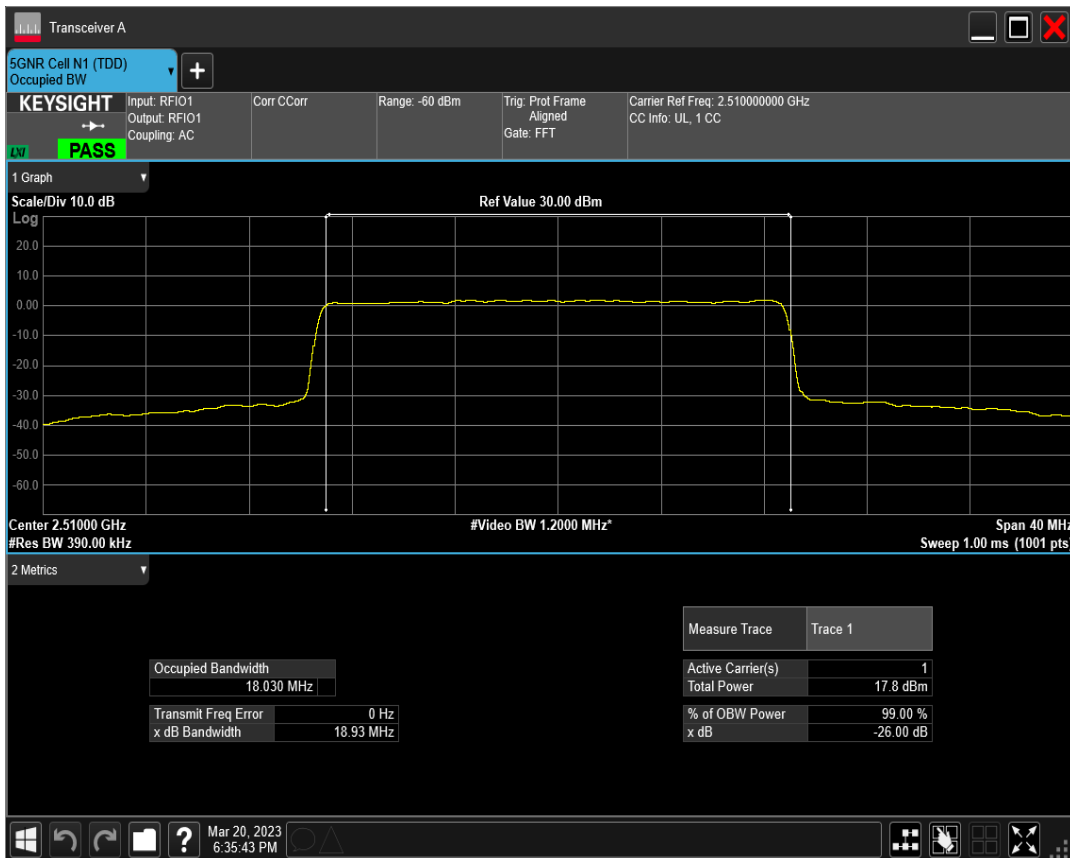 Transceiver A
5GNR Cell N1 (TDD)
Occupied BW
+
KEYSIGHT
LXI
PASS
Input: RFIO1
Output: RFIO1
Coupling: AC
Corr CCorr
Range: -60 dBm
Trig: Prot Frame
Aligned
Gate: FFT
Carrier Ref Freq: 2.510000000 GHz
CC Info: UL, 1 CC
1 Graph
Scale/Div 10.0 dB
Ref Value 30.00 dBm
Log
20.0
10.0
0.00
-10.0
-20.0
-30.0
-40.0
-50.0
-60.0
Center 2.51000 GHz
#Video BW 1.2000 MHz*
Span 40 MHz
#Res BW 390.00 kHz
Sweep 1.00 ms (1001 pts)
2 Metrics
Measure Trace Trace 1
Occupied Bandwidth
18.030 MHz
Active Carrier(s) 1
Total Power 17.8 dBm
Transmit Freq Error 0 Hz
x dB Bandwidth 18.93 MHz
% of OBW Power 99.00 %
x dB -26.00 dB
?
Mar 20, 2023
6:35:43 PM